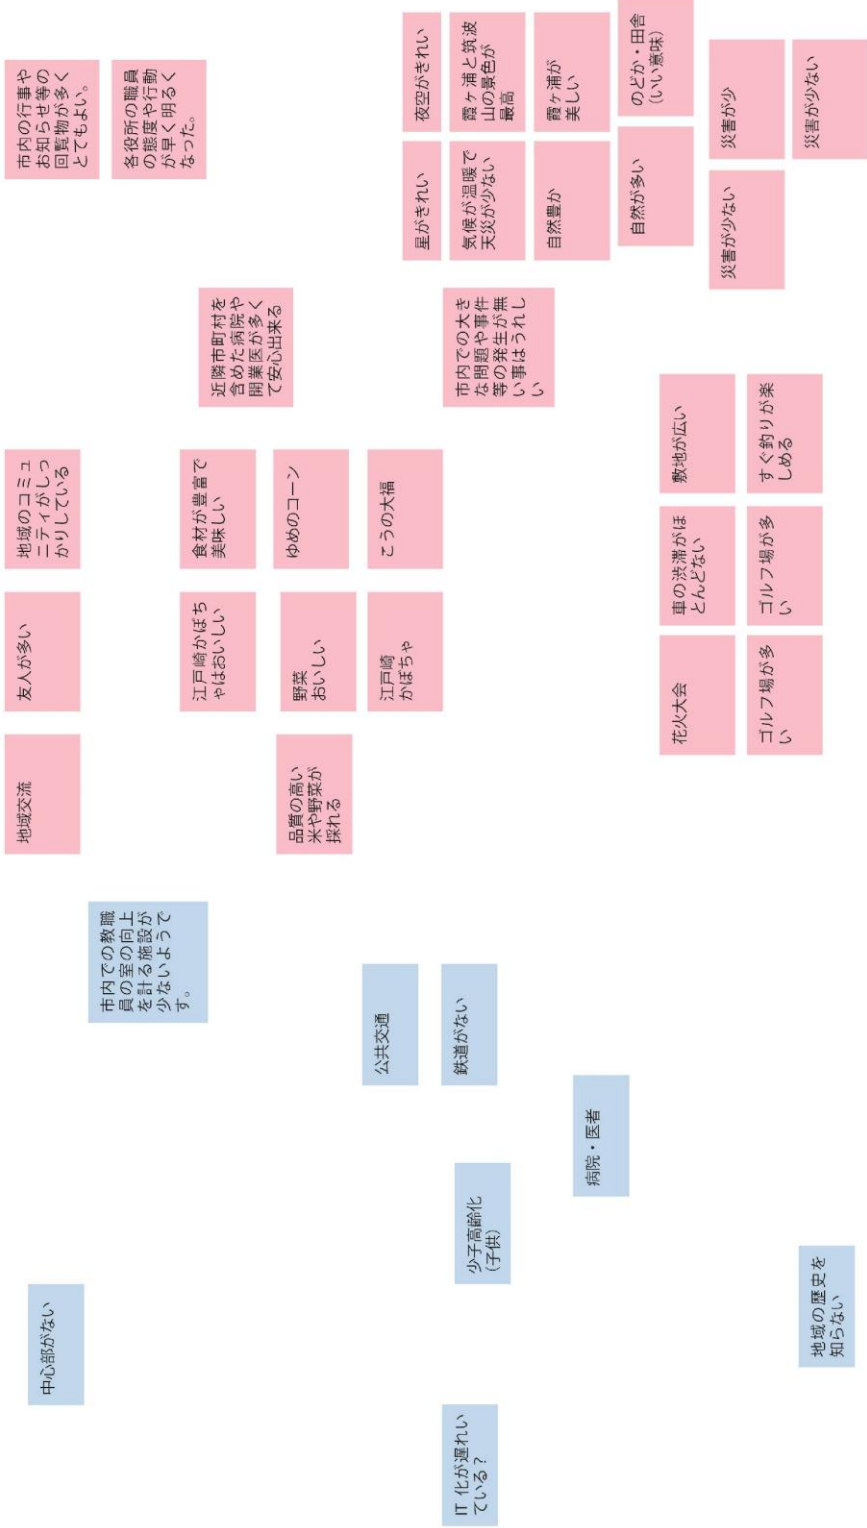 中心部がない
市内での教職
員の室の向上
を計る施設が
少ないようで
す。
公共交通
IT 化が遅れい
ている？
少子高齢化
(子供)
鉄道がない
病院・医者
地域の歴史を
知らない
地域交流
友人が多い
地域のコミュ
ニティがしっ
かりしている
市内の行事や
お知らせ等の
回覧物が多く
とてもよい。
各役所の職員
の態度や行動
が早く明るく
なった。
江戸崎かぼち
ゃはおいしい
食材が豊富で
美味しい
品質の高い
米や野菜が
採れる
野菜
おいしい
ゆめのコーン
江戸崎
かぼちゃ
こうの大福
近隣市町村を
含めた病院や
開業医が多く
て安心出来る
市内での大き
な問題や事件
等の発生が無
い事はうれし
い
星がきれい
夜空がきれい
気候が温暖で
天災が少ない
霞ヶ浦と筑波
山の景色が
最高
自然豊か
霞ヶ浦が
美しい
自然が多い
のどか・田舎
(いい意味)
災害が少ない
災害が少
災害が少ない
花火大会
車の渋滞がほ
とんどない
敷地が広い
ゴルフ場が多
い
ゴルフ場が多
い
すぐ釣りが楽
しめる